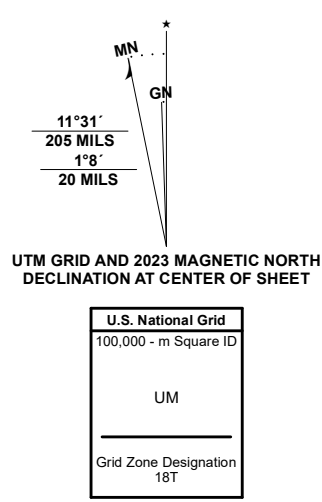 MN
GN
11°31´
205 MILS
1°8´
20 MILS
UTM GRID AND 2023 MAGNETIC NORTH
DECLINATION AT CENTER OF SHEET
U.S. National Grid
100,000 - m Square ID
UM
Grid Zone Designation
18T